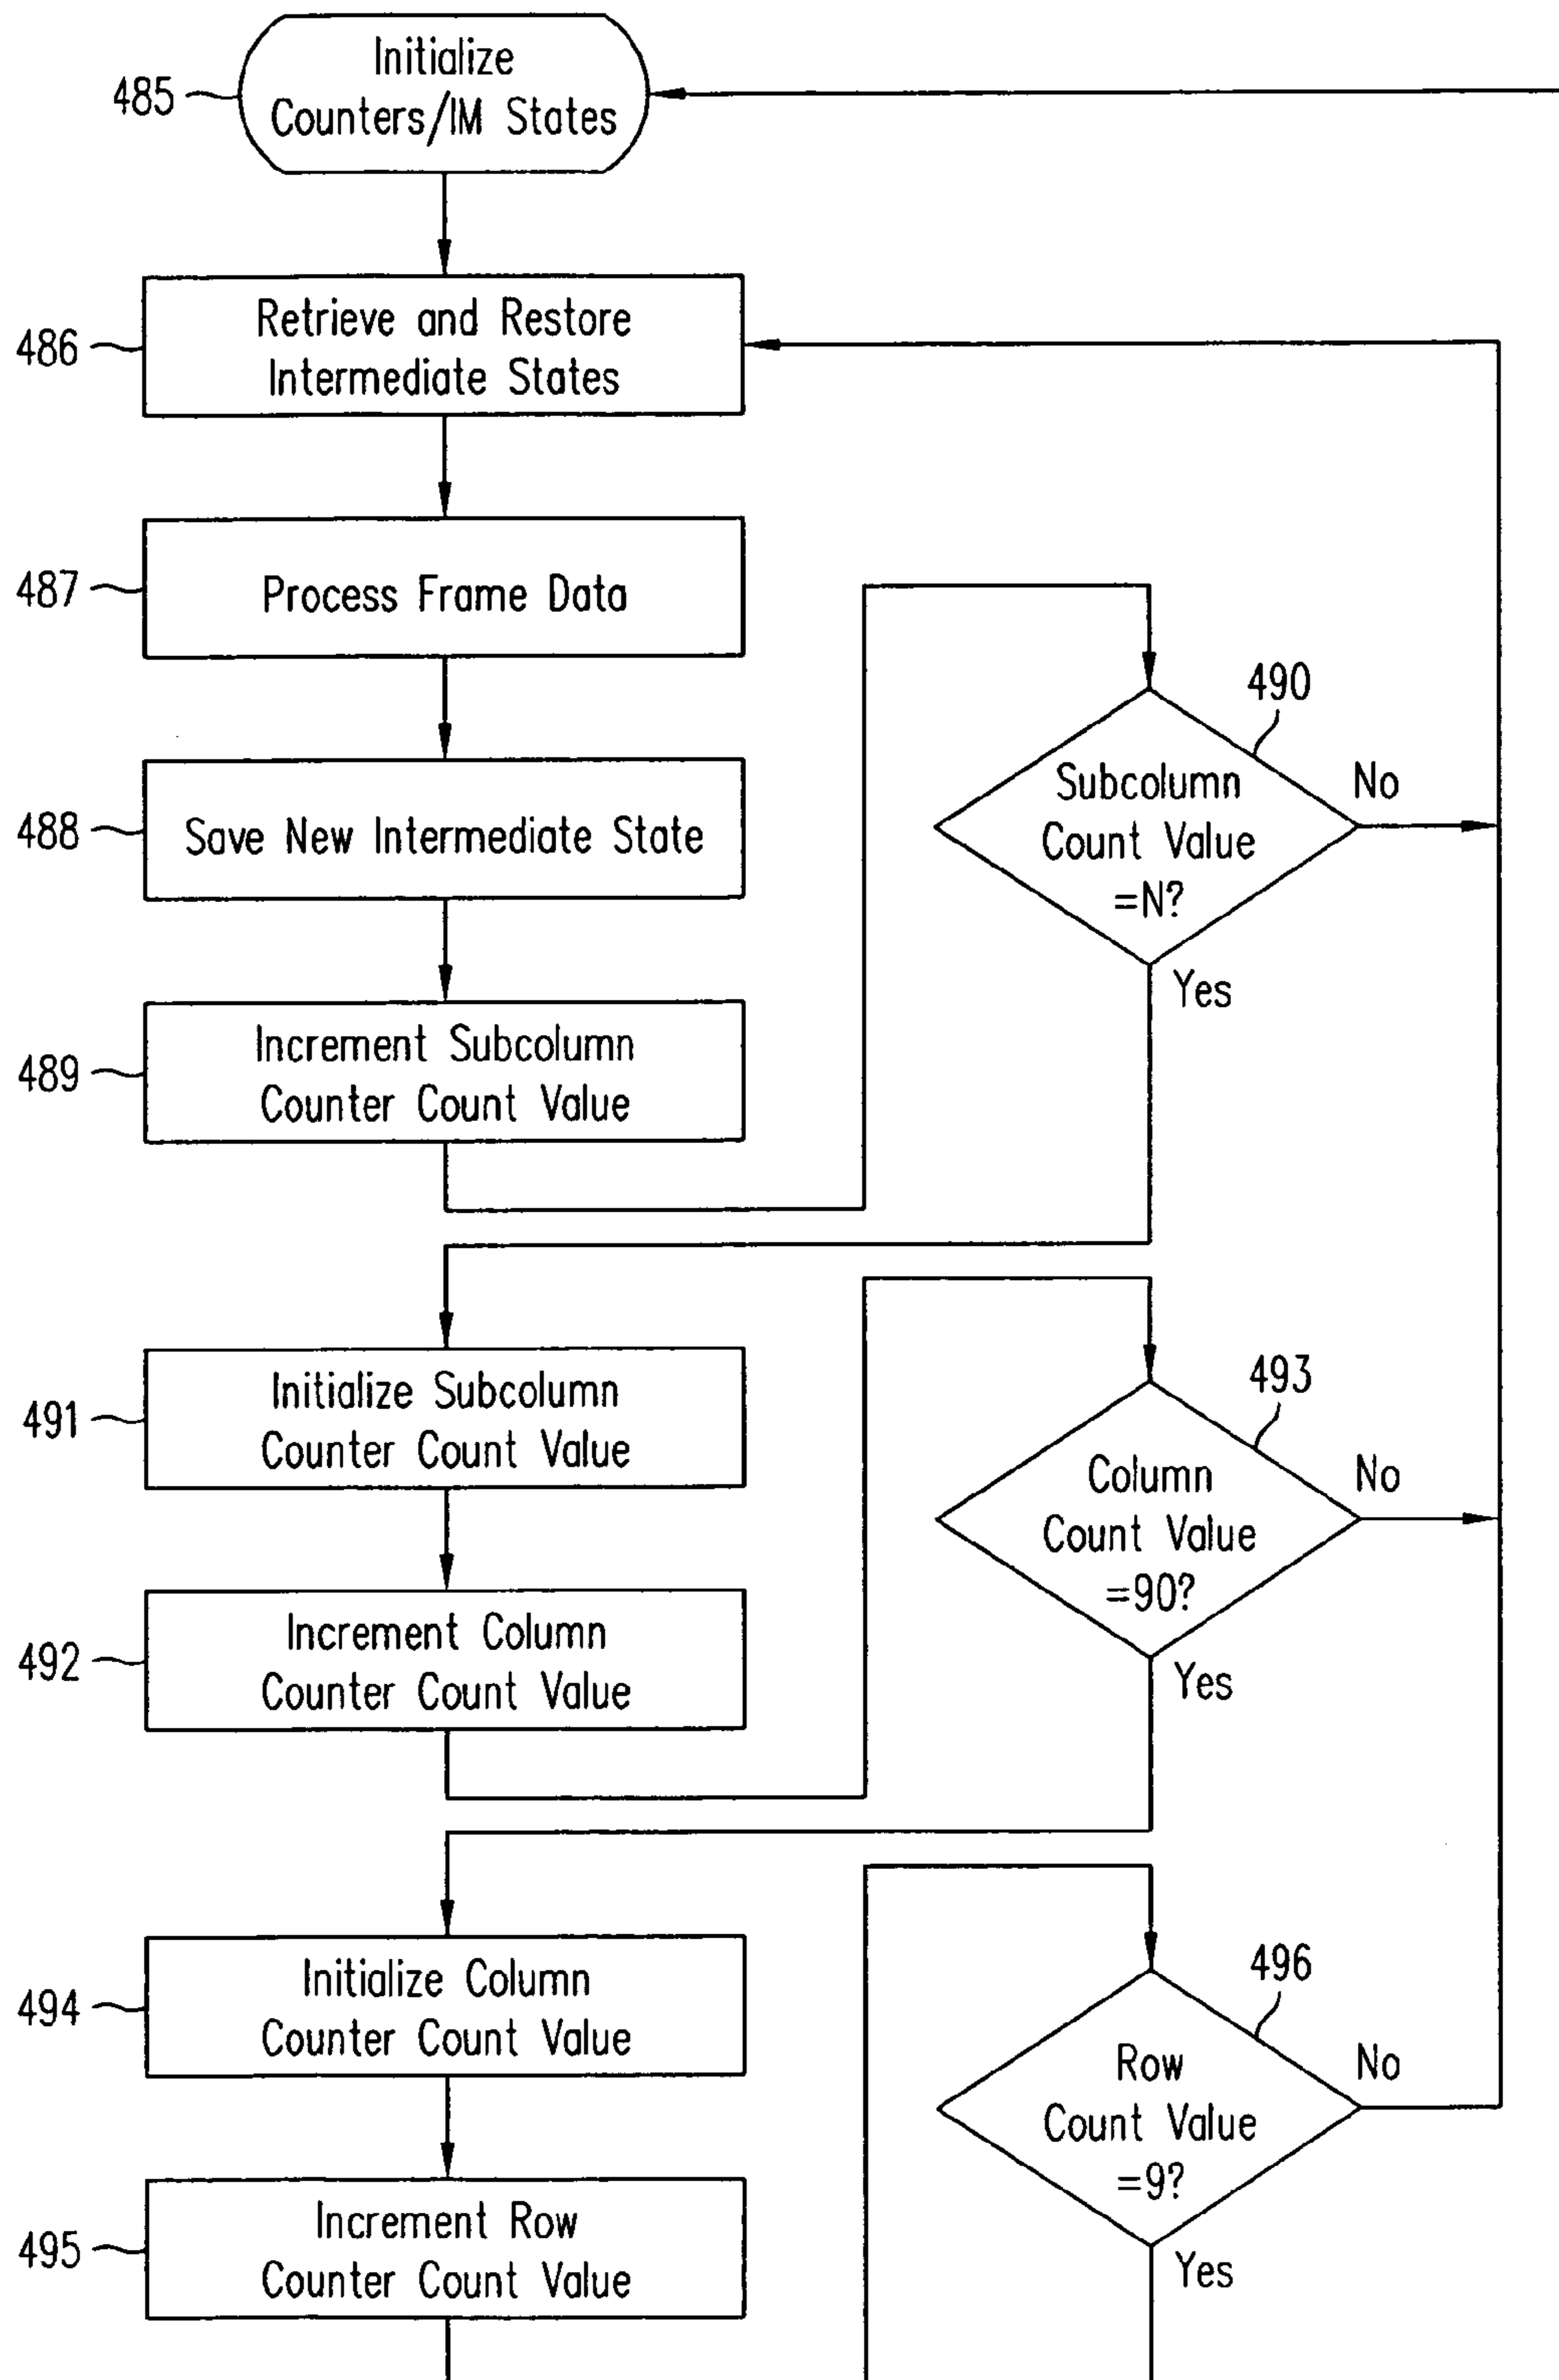 485
Initialize
Counters/IM States
486
Retrieve and Restore
Intermediate States
487
Process Frame Data
488
Save New Intermediate State
489
Increment Subcolumn
Counter Count Value
490
Subcolumn
Count Value
=N?
No
Yes
491
Initialize Subcolumn
Counter Count Value
492
Increment Column
Counter Count Value
493
Column
Count Value
=90?
No
Yes
494
Initialize Column
Counter Count Value
495
Increment Row
Counter Count Value
496
Row
Count Value
=9?
No
Yes